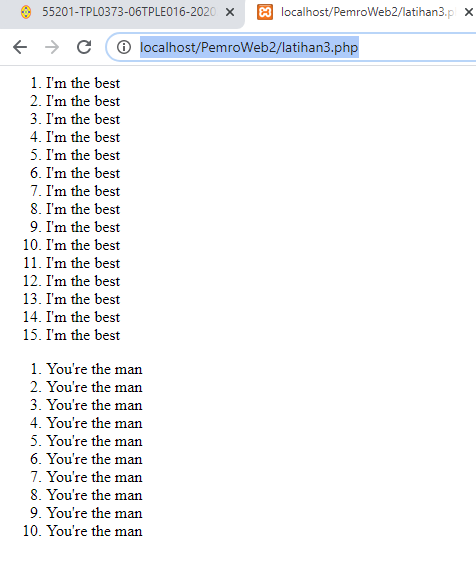 55201-TPL0373-06TPLE016-2020
localhost/PemroWeb2/latihan3.p
localhost/PemroWeb2/latihan3.php
1. I'm the best
2. I'm the best
3. I'm the best
4. I'm the best
5. I'm the best
6. I'm the best
7. I'm the best
8. I'm the best
9. I'm the best
10. I'm the best
11. I'm the best
12. I'm the best
13. I'm the best
14. I'm the best
15. I'm the best
1. You're the man
2. You're the man
3. You're the man
4. You're the man
5. You're the man
6. You're the man
7. You're the man
8. You're the man
9. You're the man
10. You're the man